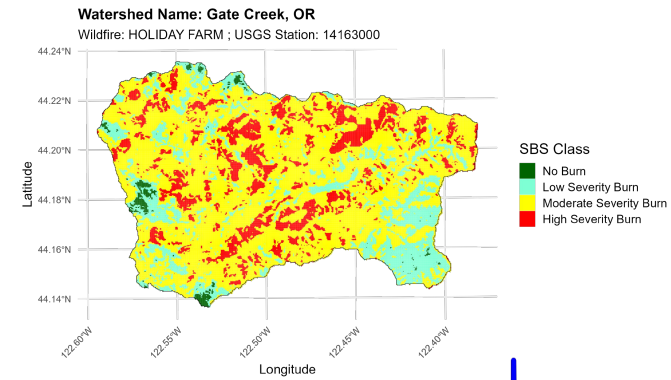 Watershed Name: Gate Creek, OR
Wildfire: HOLIDAY FARM ; USGS Station: 14163000
44.24°N
44.22°N
44.20°N
44.18°N
44.16°N
44.14°N
Latitude
122.60°W
122.55°W
122.50°W
122.45°W
122.40°W
Longitude
SBS Class
No Burn
Low Severity Burn
Moderate Severity Burn
High Severity Burn